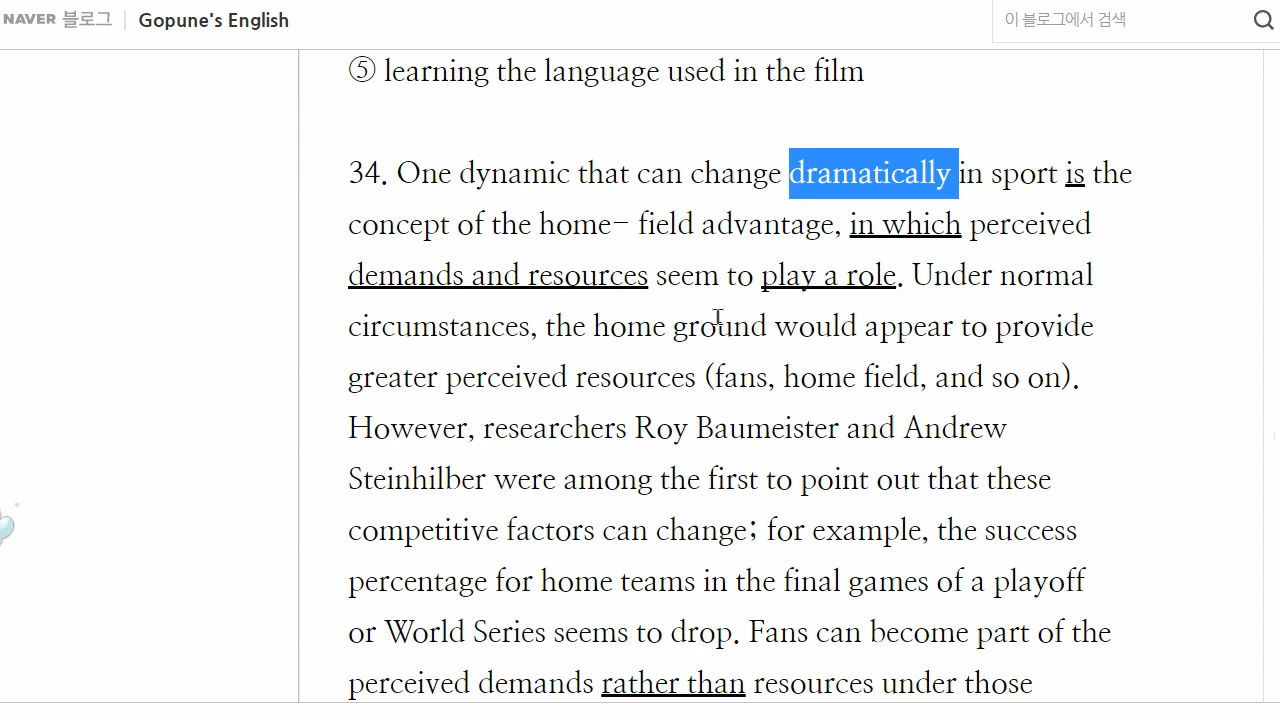 NAVER 블로그 Gopune's English 이 블로그에서 검색
⑤ learning the language used in the film
34. One dynamic that can change dramatically in sport is the
concept of the home- field advantage, in which perceived
demands and resources seem to play a role. Under normal
circumstances, the home ground would appear to provide
greater perceived resources (fans, home field, and so on).
However, researchers Roy Baumeister and Andrew
Steinhilber were among the first to point out that these
competitive factors can change; for example, the success
percentage for home teams in the final games of a playoff
or World Series seems to drop. Fans can become part of the
perceived demands rather than resources under those